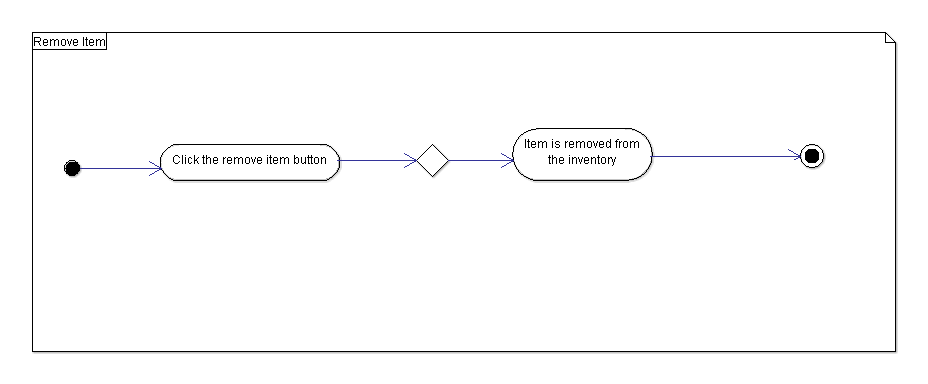 Remove Item
Click the remove item button
Item is removed from
the inventory